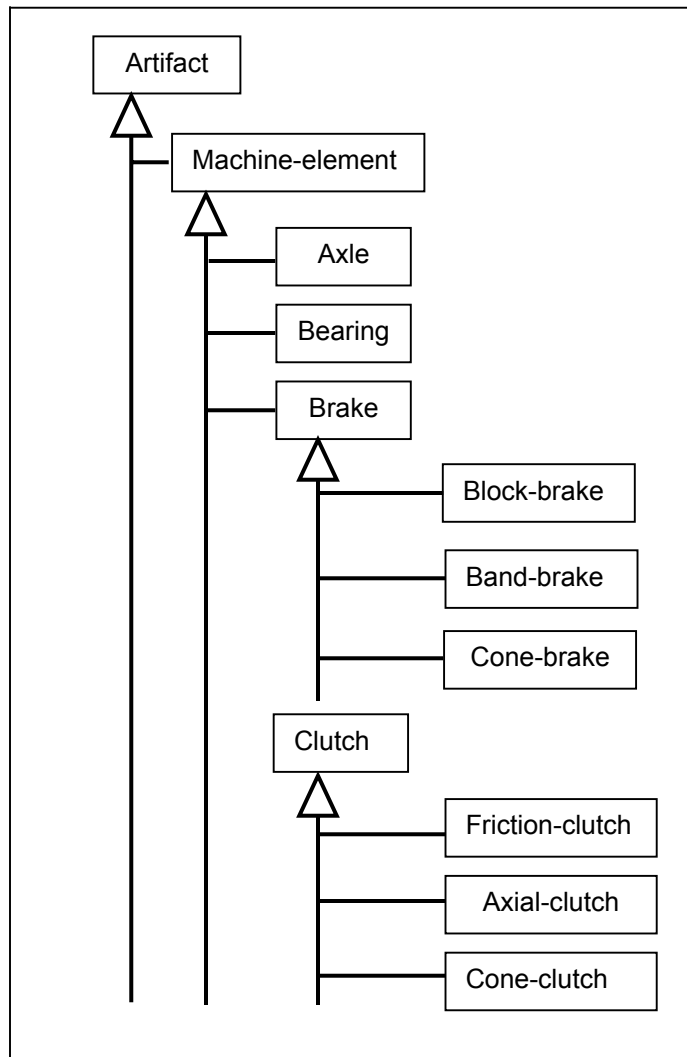 Artifact
Machine-element
Axle
Bearing
Brake
Block-brake
Band-brake
Cone-brake
Clutch
Friction-clutch
Axial-clutch
Cone-clutch